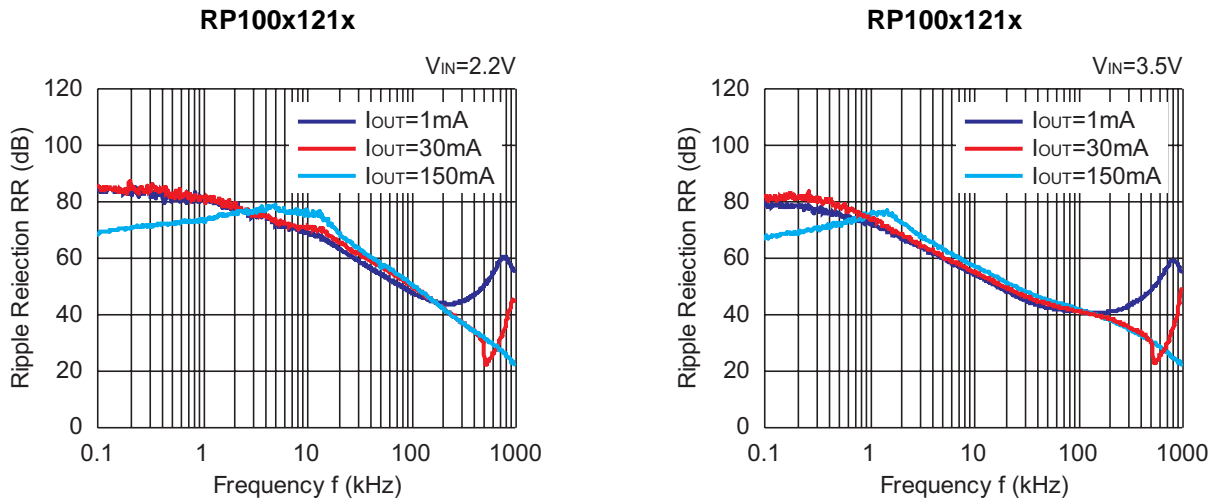 RP100x121x
VIN=2.2V
120
100
80
60
40
20
0
Ripple Rejection RR (dB)
IOUT=1mA
IOUT=30mA
IOUT=150mA
0.1
1
10
100
1000
Frequency f (kHz)
RP100x121x
VIN=3.5V
120
100
80
60
40
20
0
Ripple Rejection RR (dB)
IOUT=1mA
IOUT=30mA
IOUT=150mA
0.1
1
10
100
1000
Frequency f (kHz)